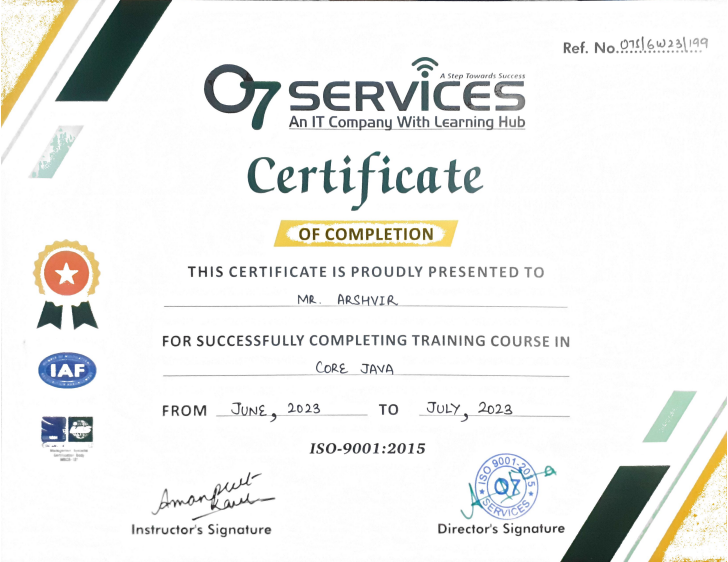 Ref. No. O7S/6W23/199
A Step Towards Success
O7 SERVICES
An IT Company With Learning Hub
Certificate
OF COMPLETION
THIS CERTIFICATE IS PROUDLY PRESENTED TO
MR. ARSHVIR
FOR SUCCESSFULLY COMPLETING TRAINING COURSE IN
CORE JAVA
FROM JUNE, 2023 TO JULY, 2023
IAF
ISO-9001:2015
Amanpreet
Kaur
ISO 9001:2015
O7
SERVICES
Instructor's Signature
Director's Signature